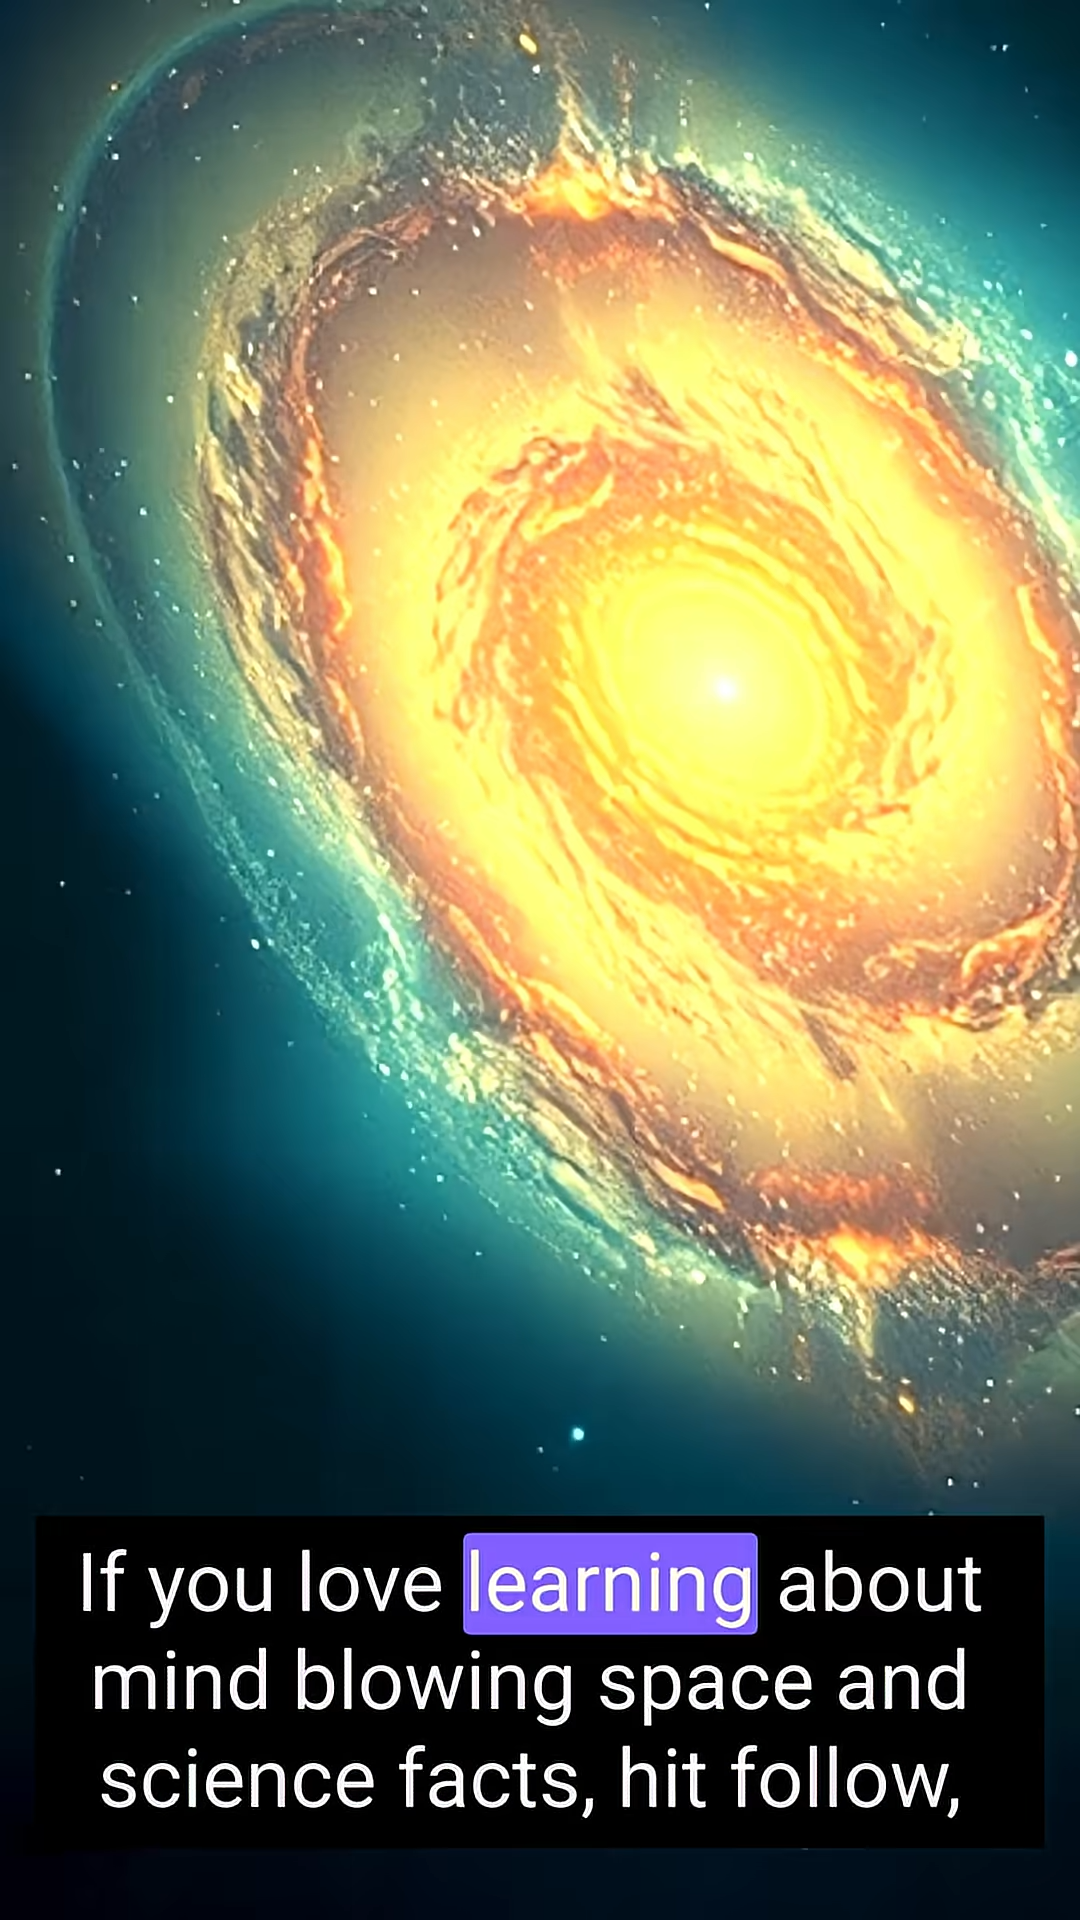 If you love learning about
mind blowing space and
science facts, hit follow,